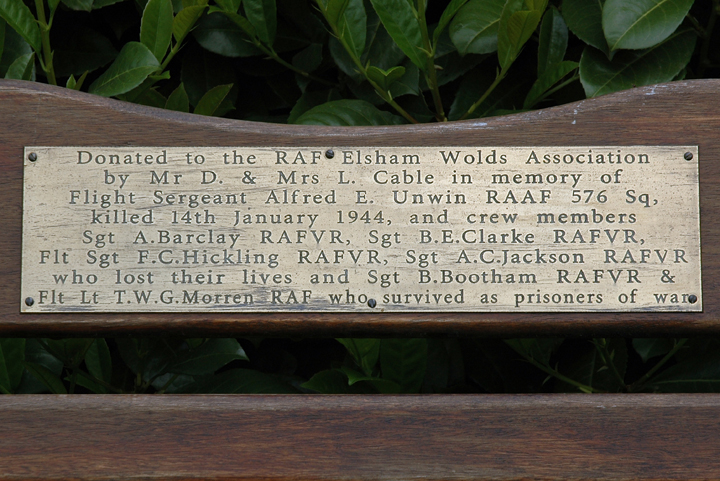 Donated to the RAF Elsham Wolds Association
by Mr D. & Mrs L. Cable in memory of
Flight Sergeant Alfred E. Unwin RAAF 576 Sq,
killed 14th January 1944, and crew members
Sgt A.Barclay RAFVR, Sgt B.E.Clarke RAFVR,
Flt Sgt F.C.Hickling RAFVR, Sgt A.C.Jackson RAFVR
who lost their lives and Sgt B.Bootham RAFVR &
Flt Lt T.W.G.Morren RAF who survived as prisoners of war